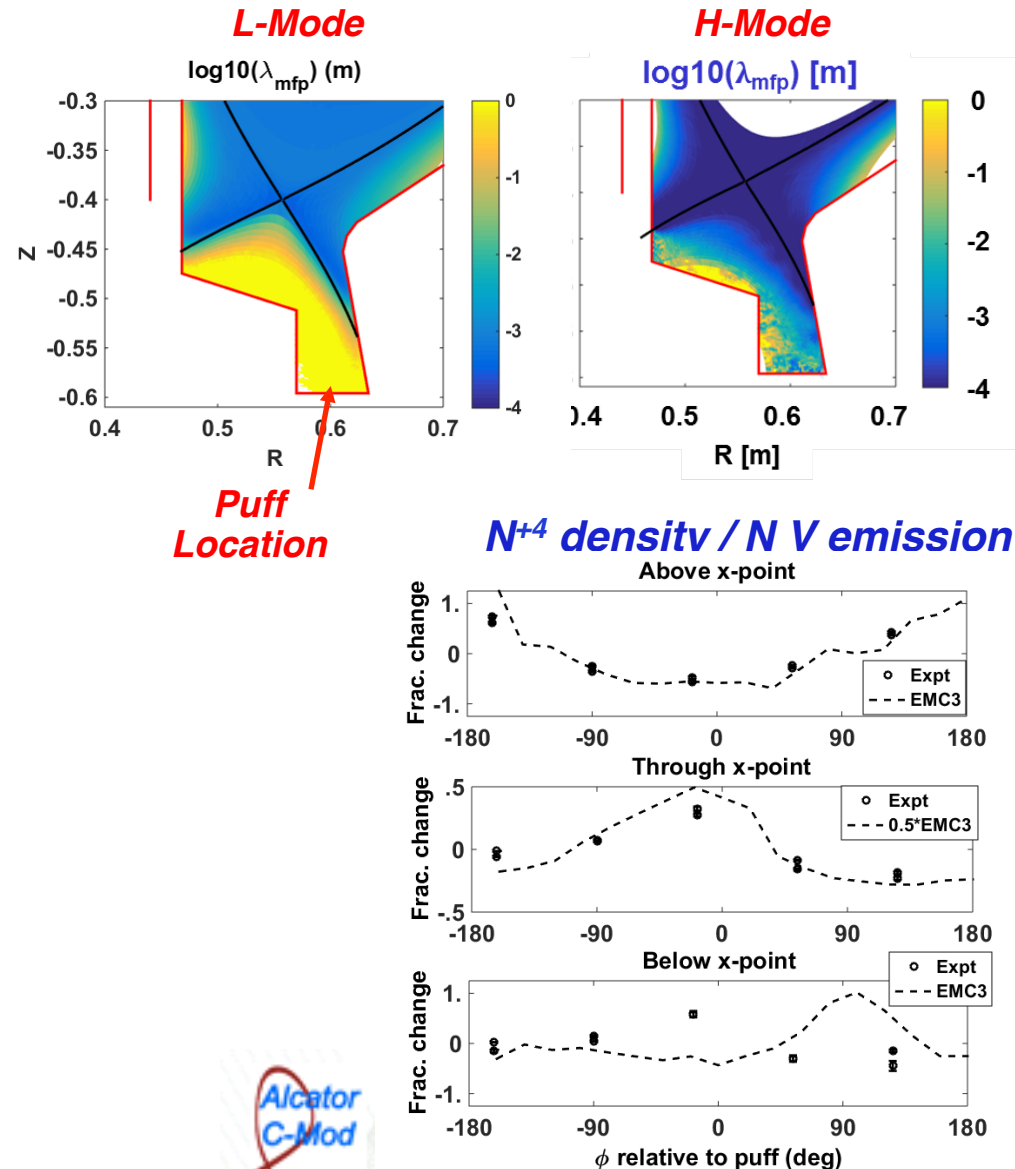 L-Mode
H-Mode
log10(λmfp) (m)
log10(λmfp) [m]
-0.3
-0.35
-0.4
-0.45
-0.5
-0.55
-0.6
Z
0.4 0.5 0.6 0.7
R
0
-1
-2
-3
-4
0.4 0.5 0.6 0.7
R [m]
0
-1
-2
-3
-4
Puff
Location
N+4 density / N V emission
Above x-point
Frac. change
1.
0
-1.
Expt
EMC3
-180 -90 0 90 180
Through x-point
Frac. change
.5
0
-.5
Expt
0.5*EMC3
-180 -90 0 90 180
Below x-point
Frac. change
1.
0
-1.
Expt
EMC3
-180 -90 0 90 180
ϕ relative to puff (deg)
Alcator
C-Mod